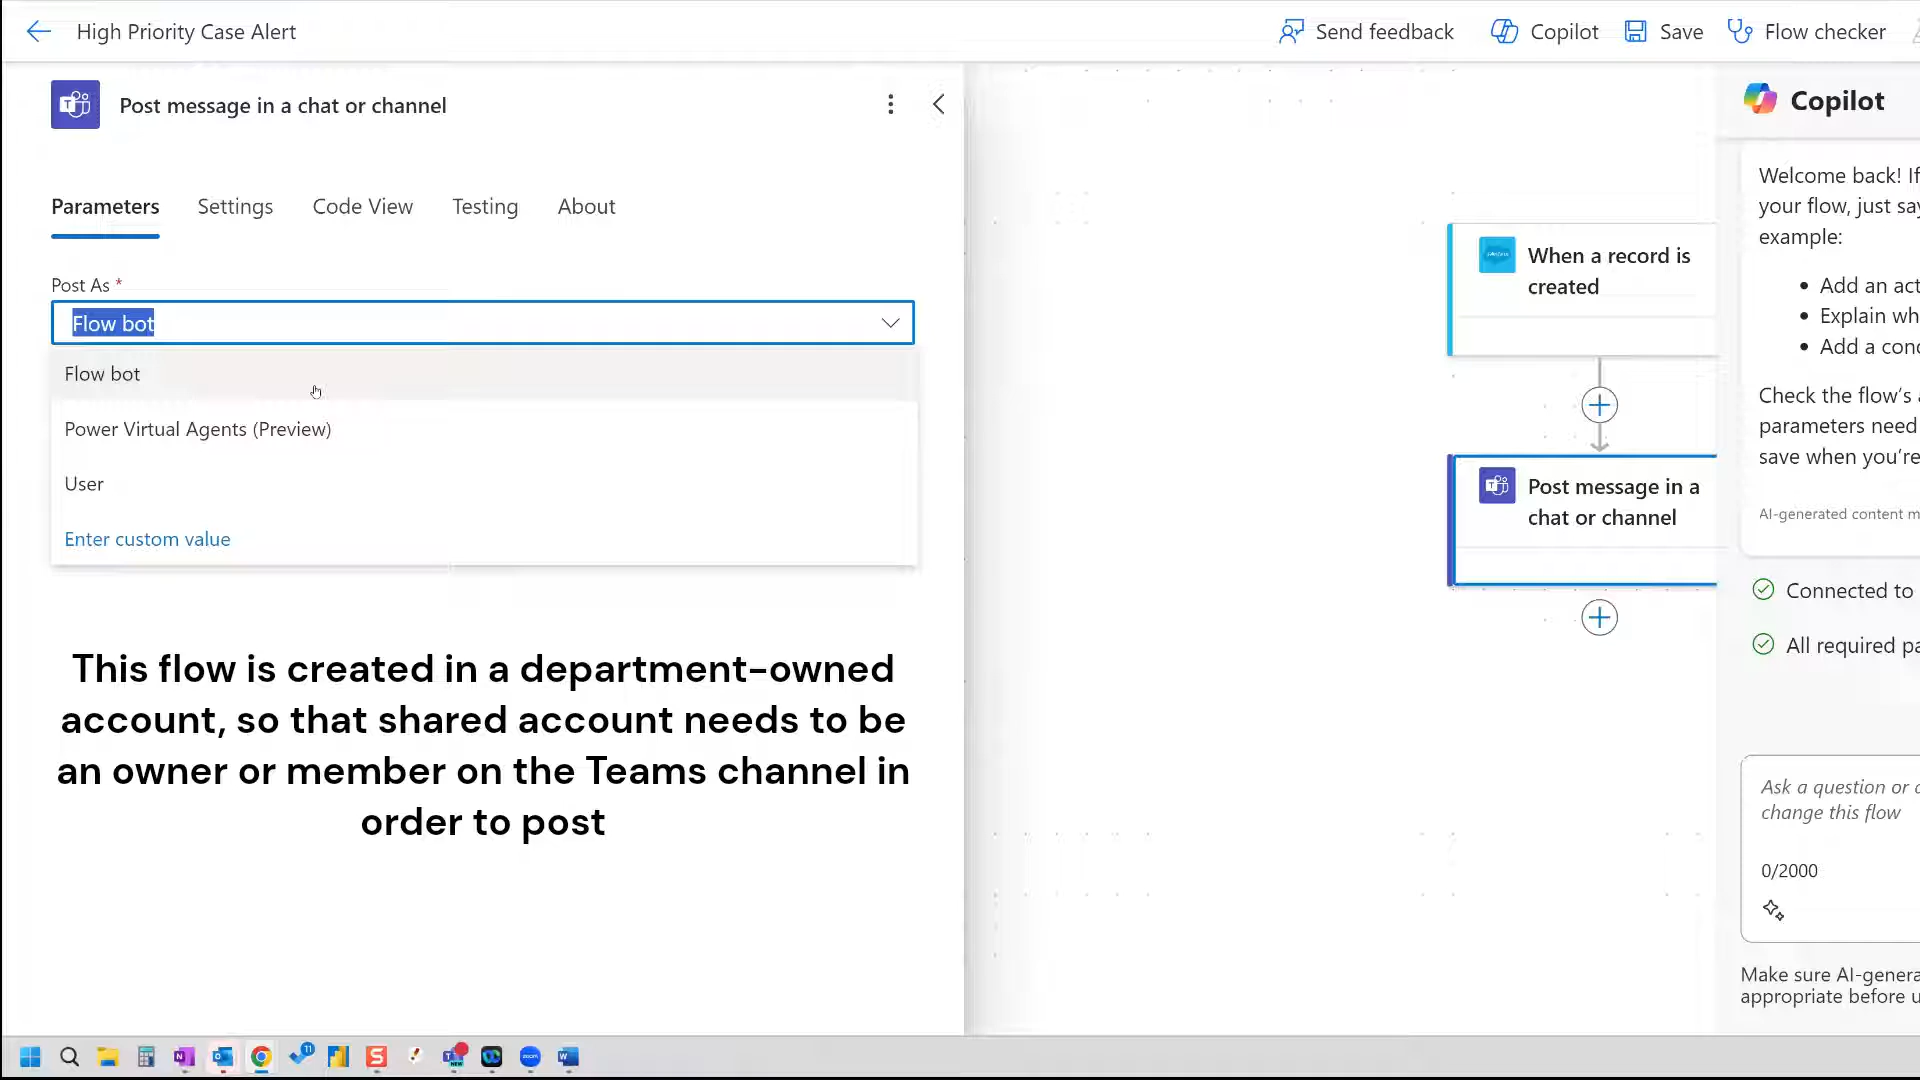 High Priority Case Alert
Send feedback
Copilot
Save
Flow checker
Post message in a chat or channel
Parameters
Settings
Code View
Testing
About
Post As *
Flow bot
Flow bot
Power Virtual Agents (Preview)
User
Enter custom value
This flow is created in a department-owned
account, so that shared account needs to be
an owner or member on the Teams channel in
order to post
When a record is
created
Post message in a
chat or channel
Copilot
Welcome back! If
your flow, just say
example:
• Add an act
• Explain wh
• Add a cond
Check the flow's a
parameters need
save when you're
AI-generated content m
Connected to
All required pa
Ask a question or d
change this flow
0/2000
Make sure AI-genera
appropriate before u
11
NEW
zoom